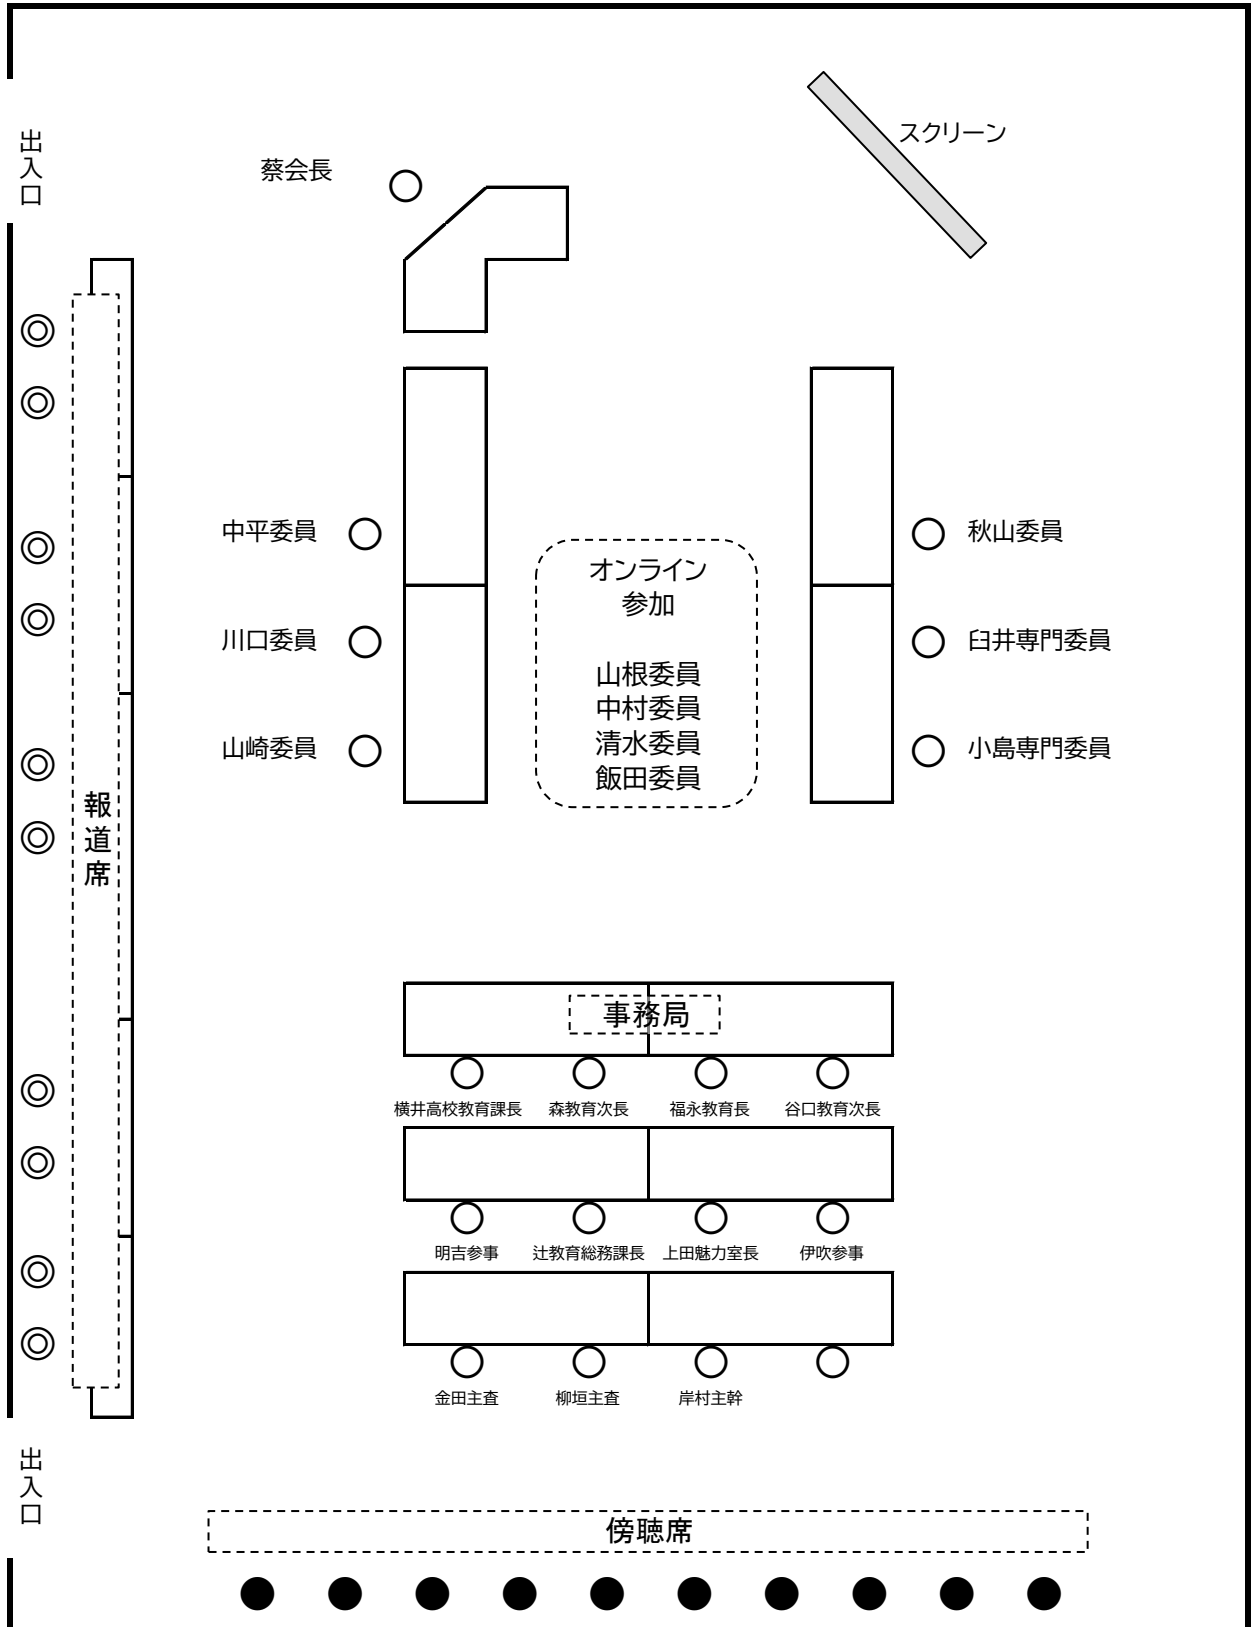 出入口
スクリーン
蔡会長
中平委員
秋山委員
オンライン
参加
川口委員
臼井専門委員
山根委員
中村委員
清水委員
飯田委員
山崎委員
小島専門委員
報道席
事務局
横井高校教育課長 森教育次長 福永教育長 谷口教育次長
明吉参事 辻教育総務課長 上田魅力室長 伊吹参事
金田主査 柳垣主査 岸村主幹
出入口
傍聴席